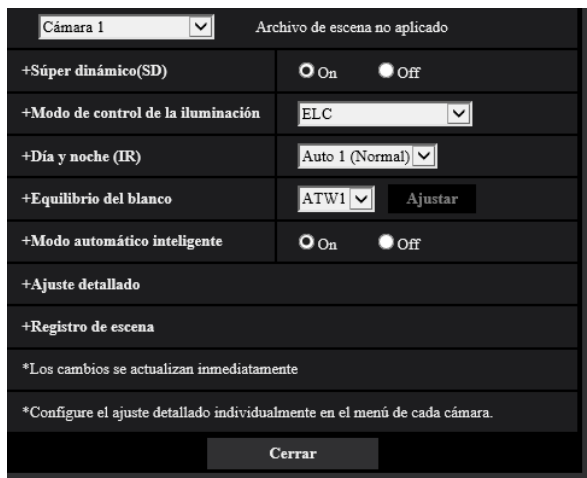 Cámara 1 Archivo de escena no aplicado
+Súper dinámico(SD) On Off
+Modo de control de la iluminación ELC
+Día y noche (IR) Auto 1 (Normal)
+Equilibrio del blanco ATW1 Ajustar
+Modo automático inteligente On Off
+Ajuste detallado
+Registro de escena
*Los cambios se actualizan inmediatamente
*Configure el ajuste detallado individualmente en el menú de cada cámara.
Cerrar